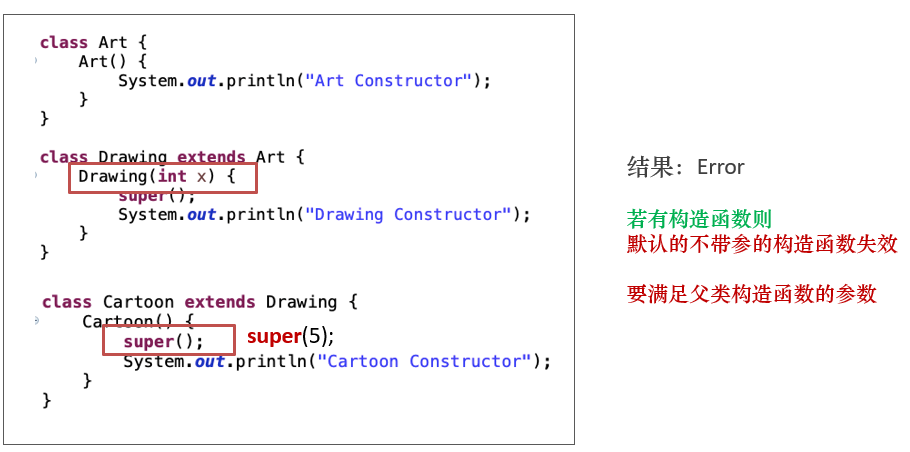 class Art {
Art() {
System.out.println("Art Constructor");
}
}
class Drawing extends Art {
Drawing(int x) {
super();
System.out.println("Drawing Constructor");
}
}
class Cartoon extends Drawing {
Cartoon() {
super(); super(5);
System.out.println("Cartoon Constructor");
}
}
结果：Error
若有构造函数则
默认的不带参的构造函数失效
要满足父类构造函数的参数